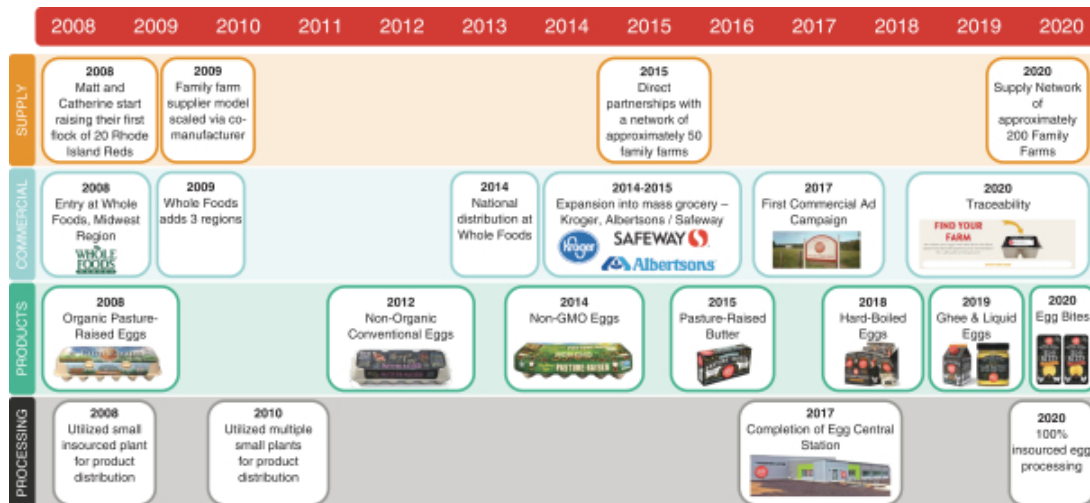 2008 2009 2010 2011 2012 2013 2014 2015 2016 2017 2018 2019 2020
SUPPLY
2008
Matt and
Catherine start
raising their first
flock of 20 Rhode
Island Reds
2009
Family farm
supplier model
scaled via co-
manufacturer
2015
Direct
partnerships with
a network of
approximately 50
family farms
2020
Supply Network
of
approximately
200 Family
Farms
COMMERCIAL
2008
Entry at Whole
Foods, Midwest
Region
WHOLE
FOODS
2009
Whole Foods
adds 3 regions
2014
National
distribution at
Whole Foods
2014-2015
Expansion into mass grocery –
Kroger, Albertsons / Safeway
Kroger
SAFEWAY
Albertsons
2017
First Commercial Ad
Campaign
2020
Traceability
FIND YOUR
FARM
PRODUCTS
2008
Organic Pasture-
Raised Eggs
2012
Non-Organic
Conventional Eggs
2014
Non-GMO Eggs
PASTURE-RAISED
2015
Pasture-Raised
Butter
2018
Hard-Boiled
Eggs
2019
Ghee & Liquid
Eggs
2020
Egg Bites
PROCESSING
2008
Utilized small
insourced plant
for product
distribution
2010
Utilized multiple
small plants
for product
distribution
2017
Completion of Egg Central
Station
2020
100%
insourced egg
processing